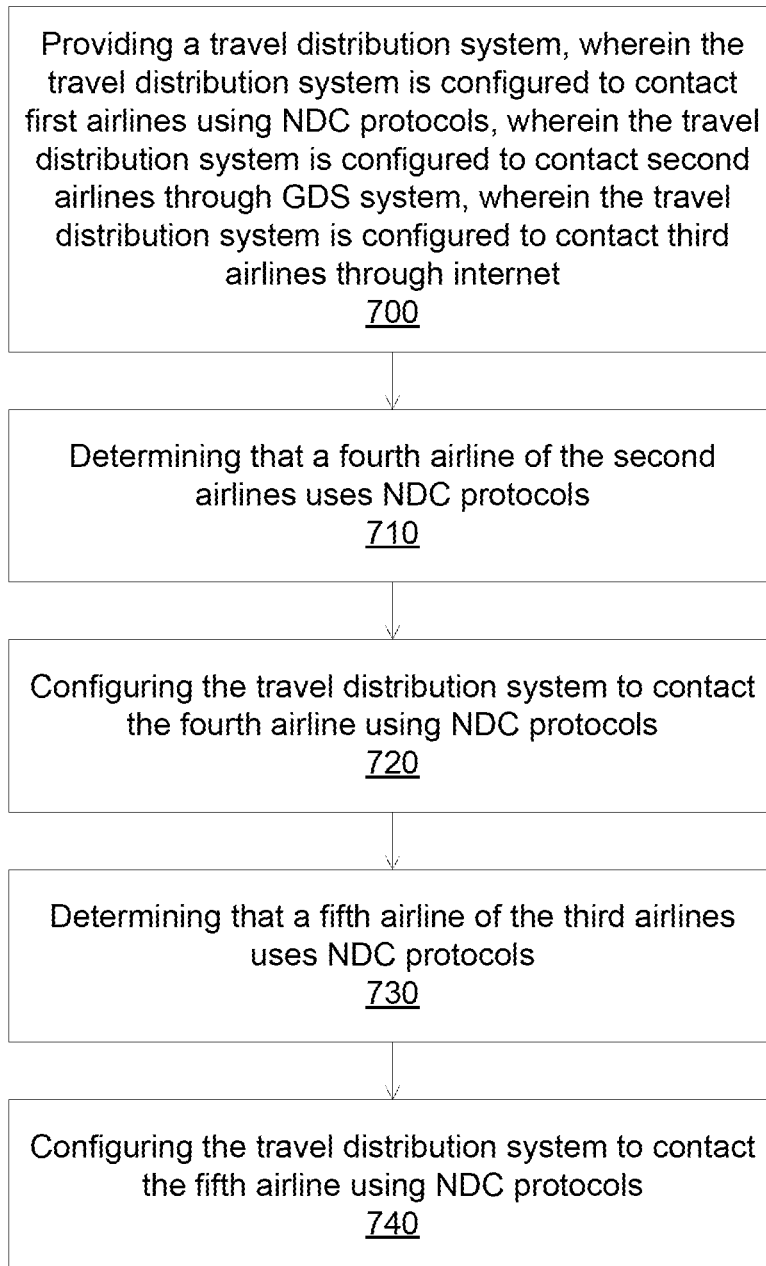 Providing a travel distribution system, wherein the
travel distribution system is configured to contact
first airlines using NDC protocols, wherein the travel
distribution system is configured to contact second
airlines through GDS system, wherein the travel
distribution system is configured to contact third
airlines through internet
700
Determining that a fourth airline of the second
airlines uses NDC protocols
710
Configuring the travel distribution system to contact
the fourth airline using NDC protocols
720
Determining that a fifth airline of the third airlines
uses NDC protocols
730
Configuring the travel distribution system to contact
the fifth airline using NDC protocols
740